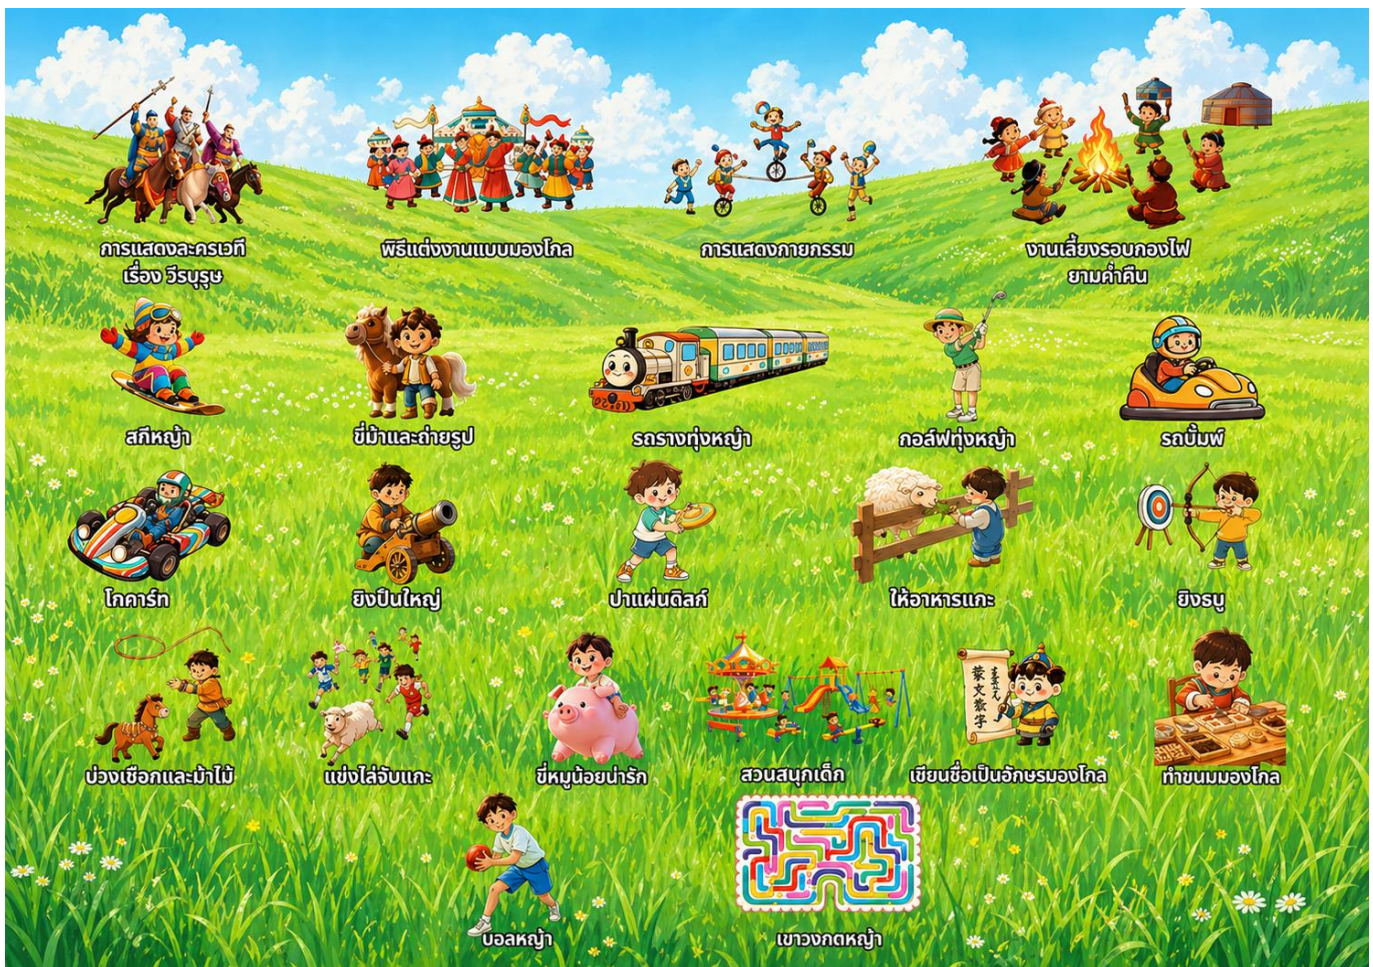 การแสดงละครเวที
เรื่อง วีรบุรุษ
พิธีแต่งงานแบบมองโกล
การแสดงกายกรรม
งานเลี้ยงรอบกองไฟ
ยามค่ำคืน
สกีหญ้า
ขี่ม้าและถ่ายรูป
รถรางทุ่งหญ้า
กอล์ฟทุ่งหญ้า
รถบั๊มพ์
โกคาร์ท
ยิงปืนใหญ่
ปาแผ่นดิสก์
ให้อาหารแกะ
ยิงธนู
บ่วงเชือกและม้าไม้
แข่งไล่จับแกะ
ขี่หมูน้อยน่ารัก
สวนสนุกเด็ก
蒙文数字
เขียนชื่อเป็นอักษรมองโกล
ทำขนมมองโกล
บอลหญ้า
เขาวงกตหญ้า